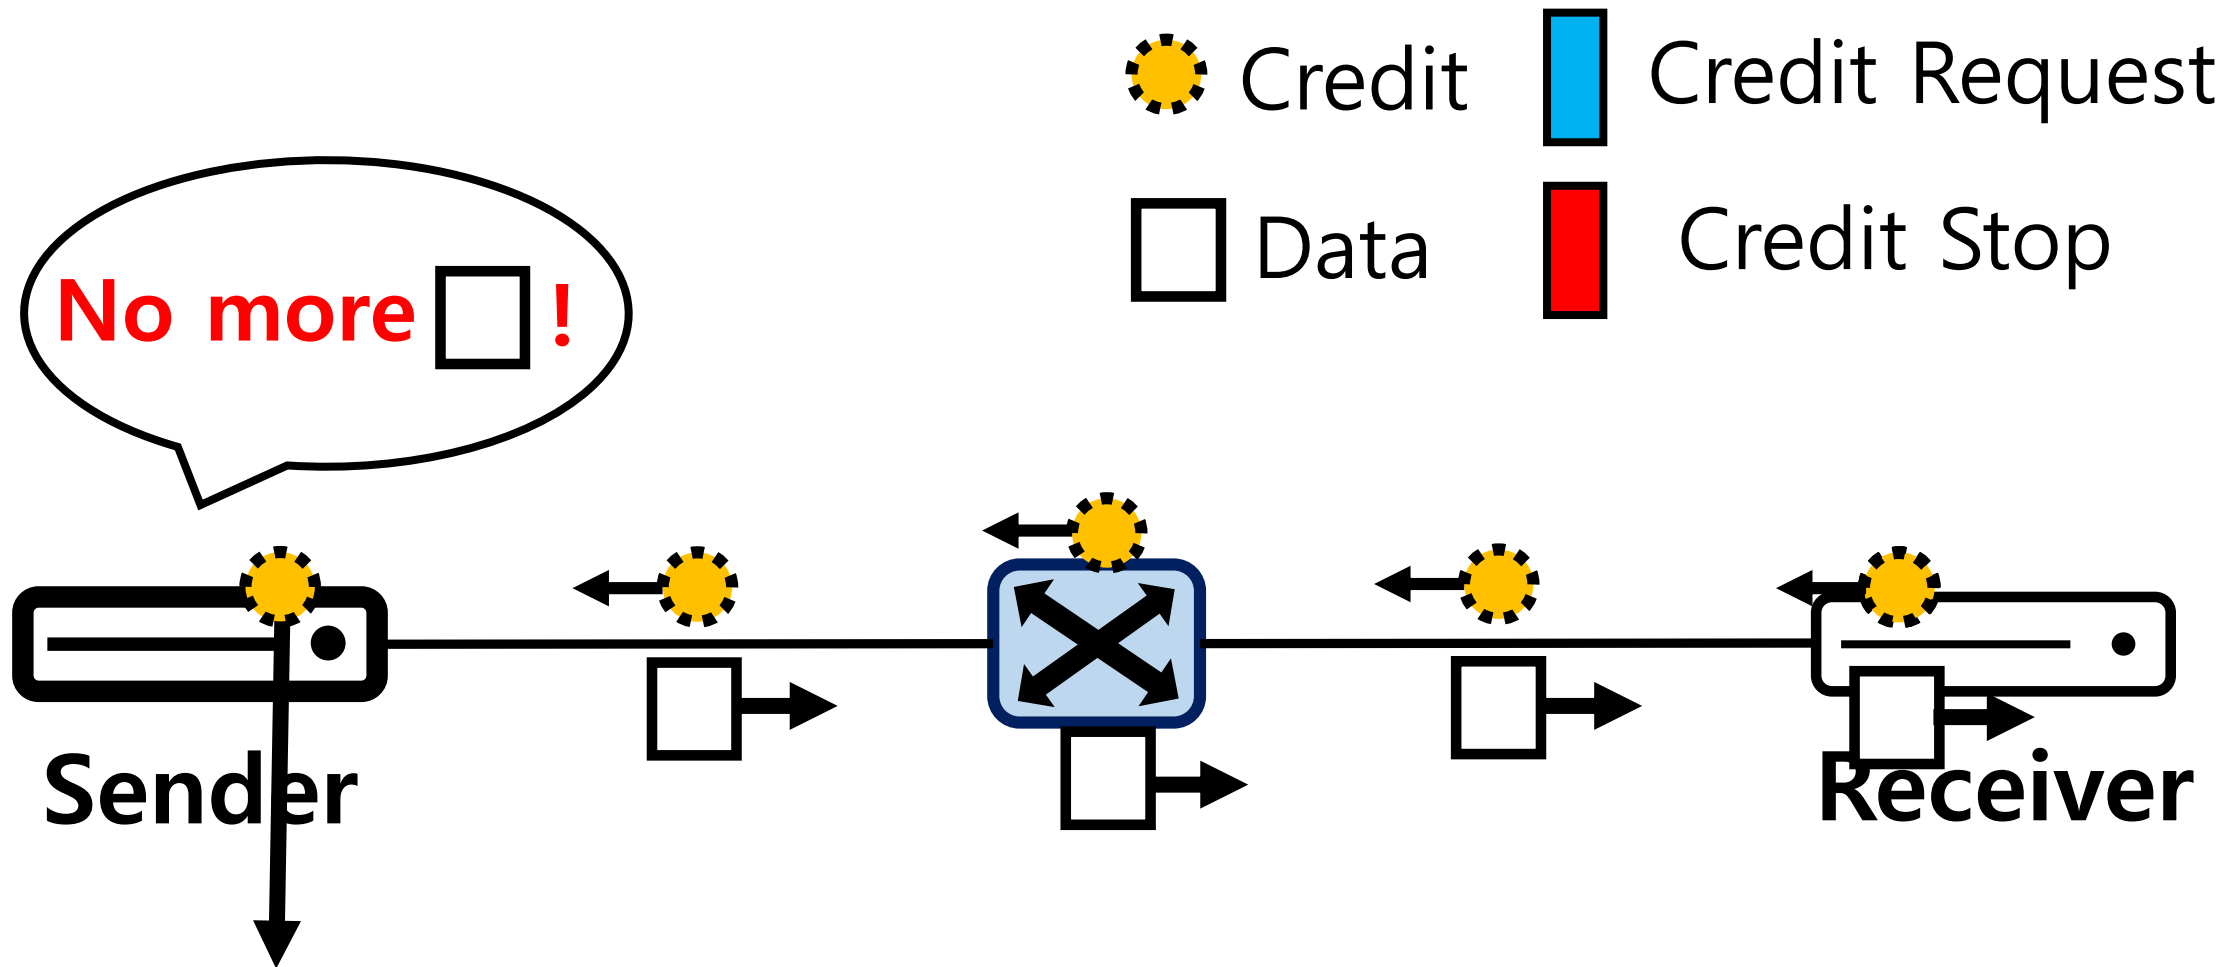 Credit
Credit Request
Data
Credit Stop
No more !
Sender
Receiver